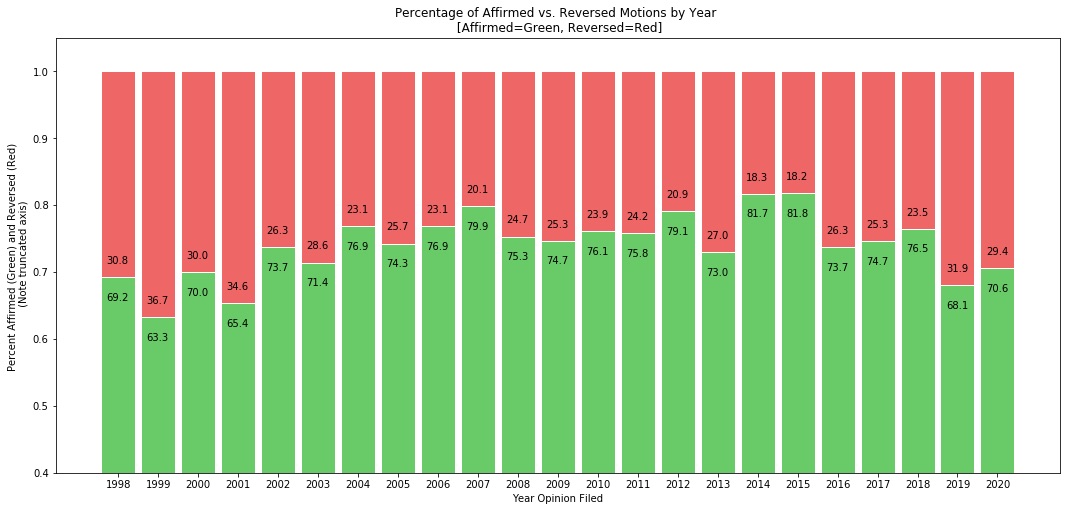 Percentage of Affirmed vs. Reversed Motions by Year
[Affirmed=Green, Reversed=Red]
Percent Affirmed (Green) and Reversed (Red)
(Note truncated axis)
1.0
0.9
0.8
0.7
0.6
0.5
0.4
30.8 36.7 30.0 34.6 26.3 28.6 23.1 25.7 23.1 20.1 24.7 25.3 23.9 24.2 20.9 27.0 18.3 18.2 26.3 25.3 23.5 31.9 29.4
69.2 63.3 70.0 65.4 73.7 71.4 76.9 74.3 76.9 79.9 75.3 74.7 76.1 75.8 79.1 73.0 81.7 81.8 73.7 74.7 76.5 68.1 70.6
1998 1999 2000 2001 2002 2003 2004 2005 2006 2007 2008 2009 2010 2011 2012 2013 2014 2015 2016 2017 2018 2019 2020
Year Opinion Filed